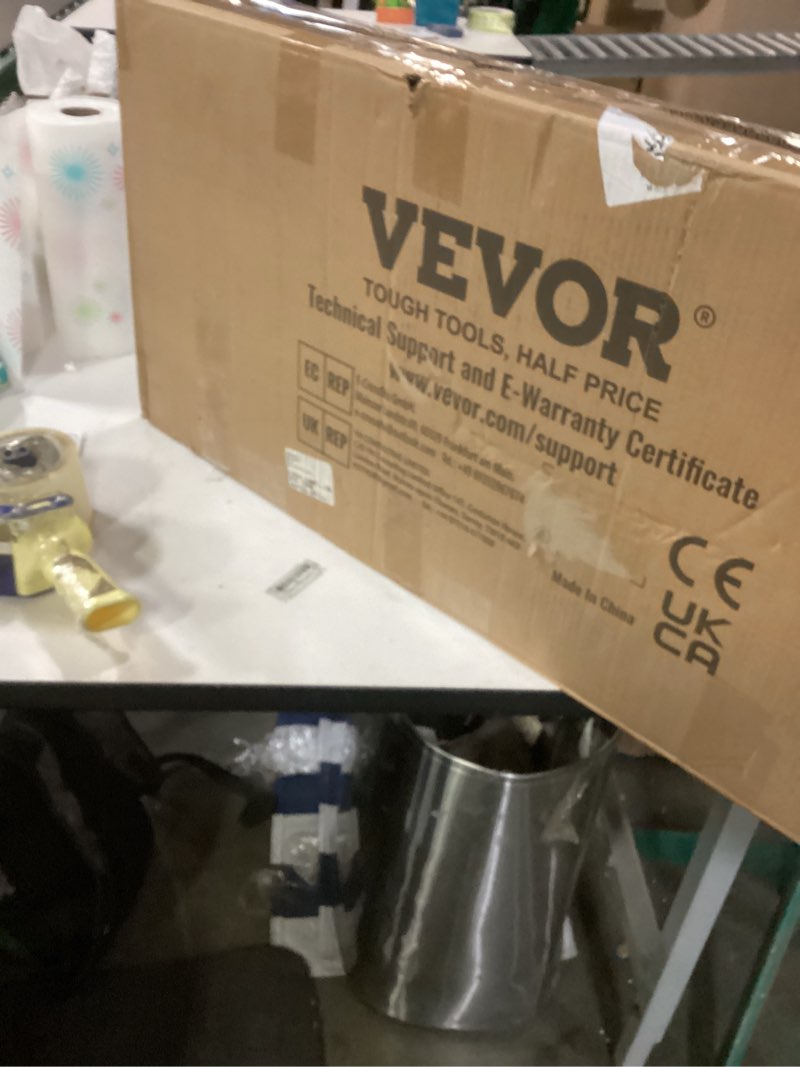 VEVOR®
TOUGH TOOLS, HALF PRICE
Technical Support and E-Warranty Certificate
www.vevor.com/support
EC REP
UK REP
Made In China
CE
UK
CA